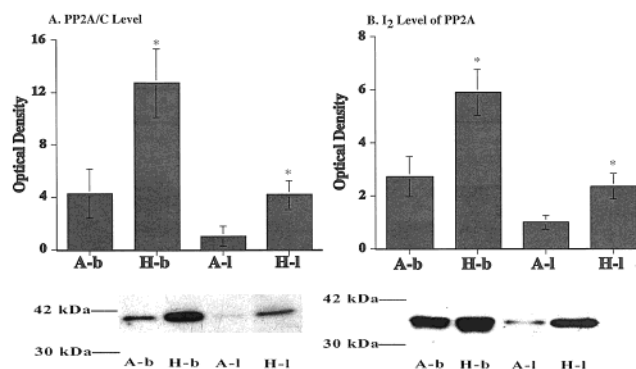 A. PP2A/C Level
16
12
8
4
0
Optical Density
*
*
A-b H-b A-l H-l
42 kDa
30 kDa
A-b H-b A-l H-l
B. I₂ Level of PP2A
8
6
4
2
0
Optical Density
*
*
A-b H-b A-l H-l
42 kDa
36 kDa
A-b H-b A-l H-l